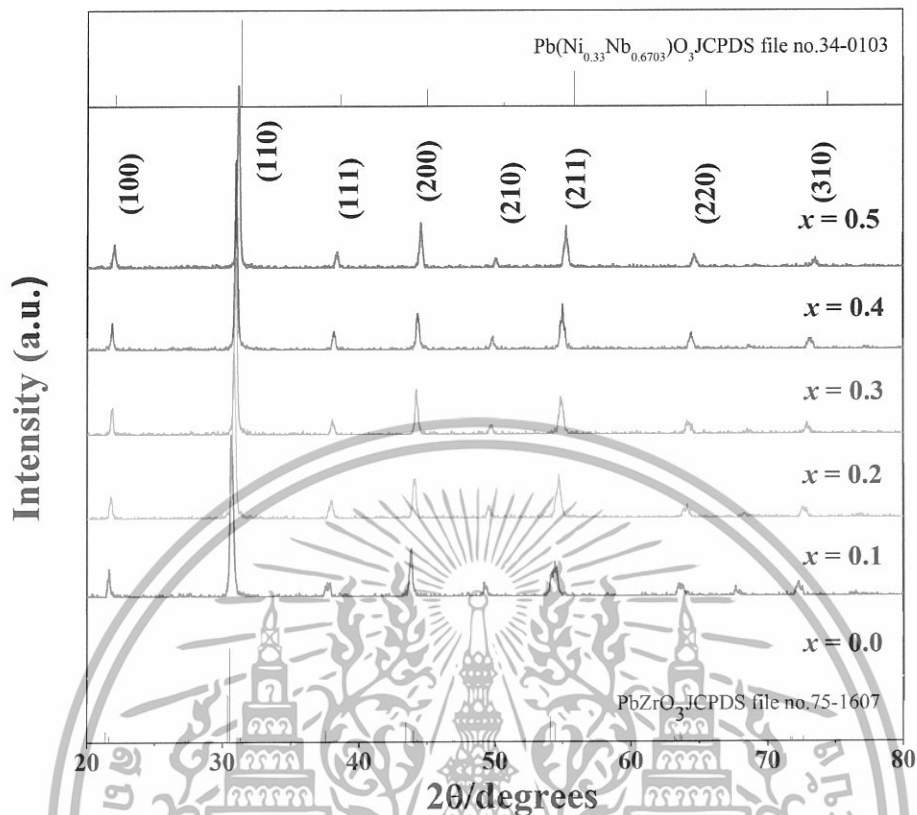 Pb(Ni0.33Nb0.6703)O3JCPDS file no.34-0103
(100)
(110)
(111)
(200)
(210)
(211)
(220)
(310)
x = 0.5
x = 0.4
x = 0.3
x = 0.2
x = 0.1
x = 0.0
PbZrO3JCPDS file no.75-1607
Intensity (a.u.)
20
30
40
50
60
70
80
2θ/degrees